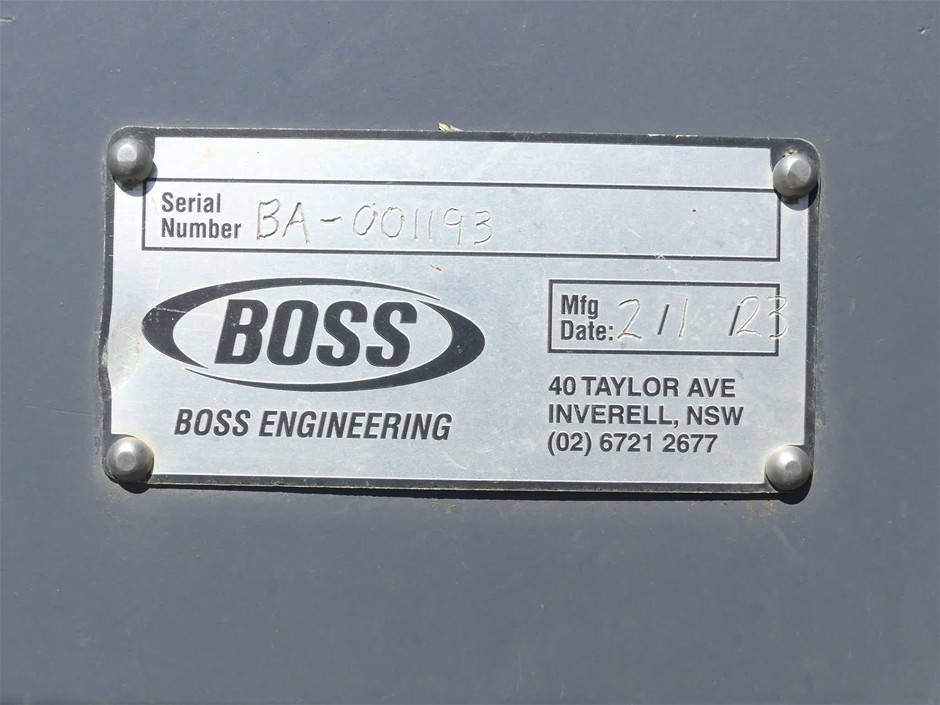 Serial
Number BA-001193
BOSS
BOSS ENGINEERING
Mfg
Date: 2/1/23
40 TAYLOR AVE
INVERELL, NSW
(02) 6721 2677